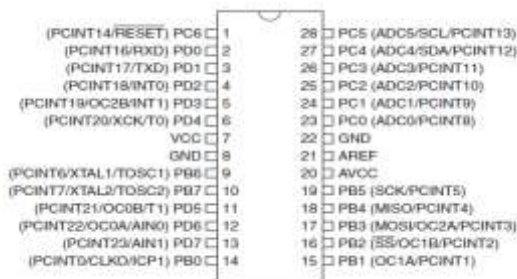 (PCINT14/RESET) PC6 1 28 PC5 (ADC5/SCL/PCINT13)
(PCINT16/RXD) PD0 2 27 PC4 (ADC4/SDA/PCINT12)
(PCINT17/TXD) PD1 3 26 PC3 (ADC3/PCINT11)
(PCINT18/INT0) PD2 4 25 PC2 (ADC2/PCINT10)
(PCINT19/OC2B/INT1) PD3 5 24 PC1 (ADC1/PCINT9)
(PCINT20/XCK/T0) PD4 6 23 PC0 (ADC0/PCINT8)
VCC 7 22 GND
GND 8 21 AREF
(PCINT6/XTAL1/TOSC1) PB6 9 20 AVCC
(PCINT7/XTAL2/TOSC2) PB7 10 19 PB5 (SCK/PCINT5)
(PCINT21/OC0B/T1) PD5 11 18 PB4 (MISO/PCINT4)
(PCINT22/OC0A/AIN0) PD6 12 17 PB3 (MOSI/OC2A/PCINT3)
(PCINT23/AIN1) PD7 13 16 PB2 (SS/OC1B/PCINT2)
(PCINT0/CLKO/ICP1) PB0 14 15 PB1 (OC1A/PCINT1)